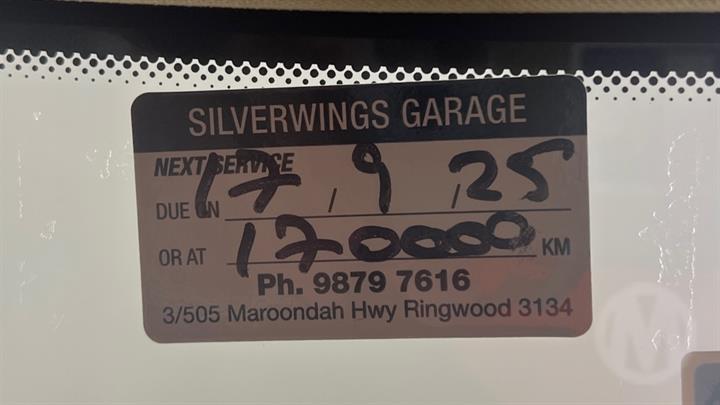 SILVERWINGS GARAGE
NEXT SERVICE
DUE ON 17 / 9 / 25
OR AT 170000 KM
Ph. 9879 7616
3/505 Maroondah Hwy Ringwood 3134
M